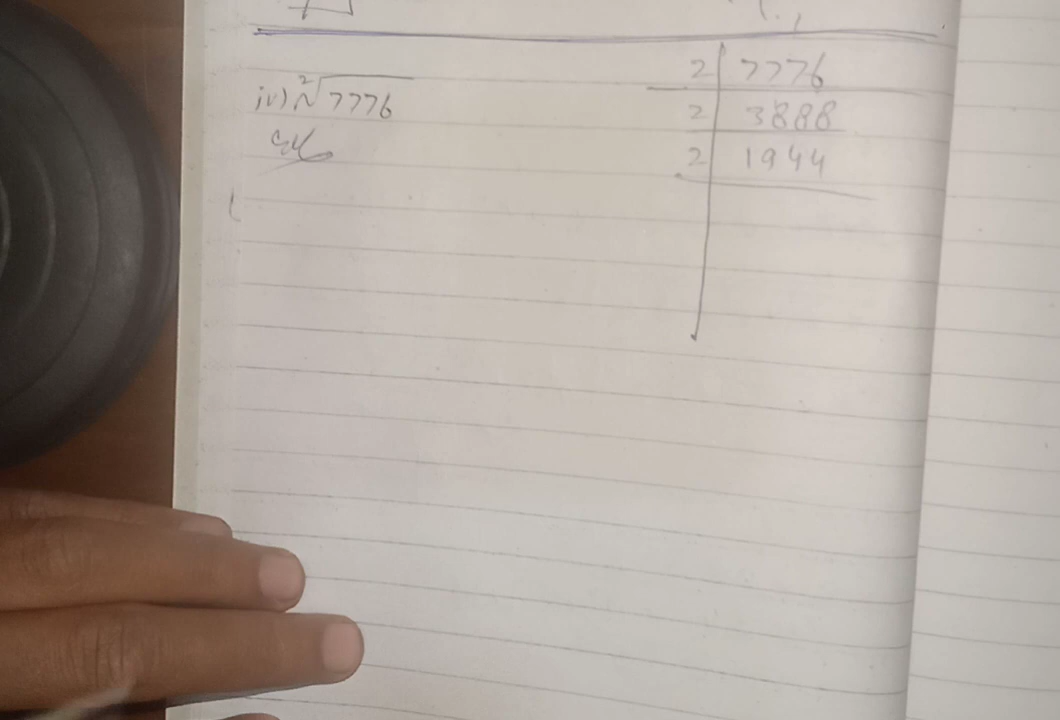 iv) ²√7776
2 | 7776
2 | 3888
2 | 1944